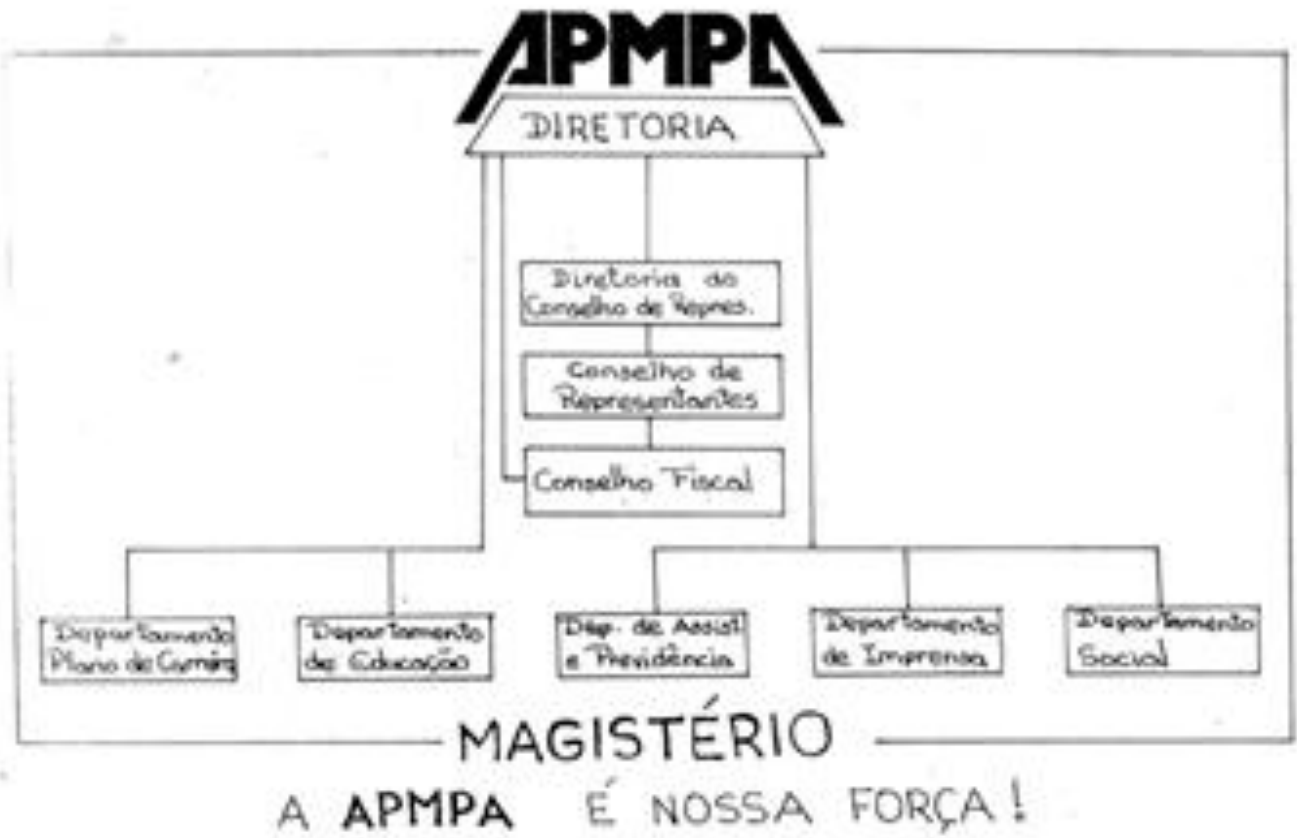 APMPA
DIRETORIA
Diretoria do
Conselho de Repres.
Conselho de
Representantes
Conselho Fiscal
Departamento
Plano de Carreira
Departamento
de Educação
Dep. de Assist
e Previdência
Departamento
de Imprensa
Departamento
Social
MAGISTÉRIO
A APMPA É NOSSA FORÇA!